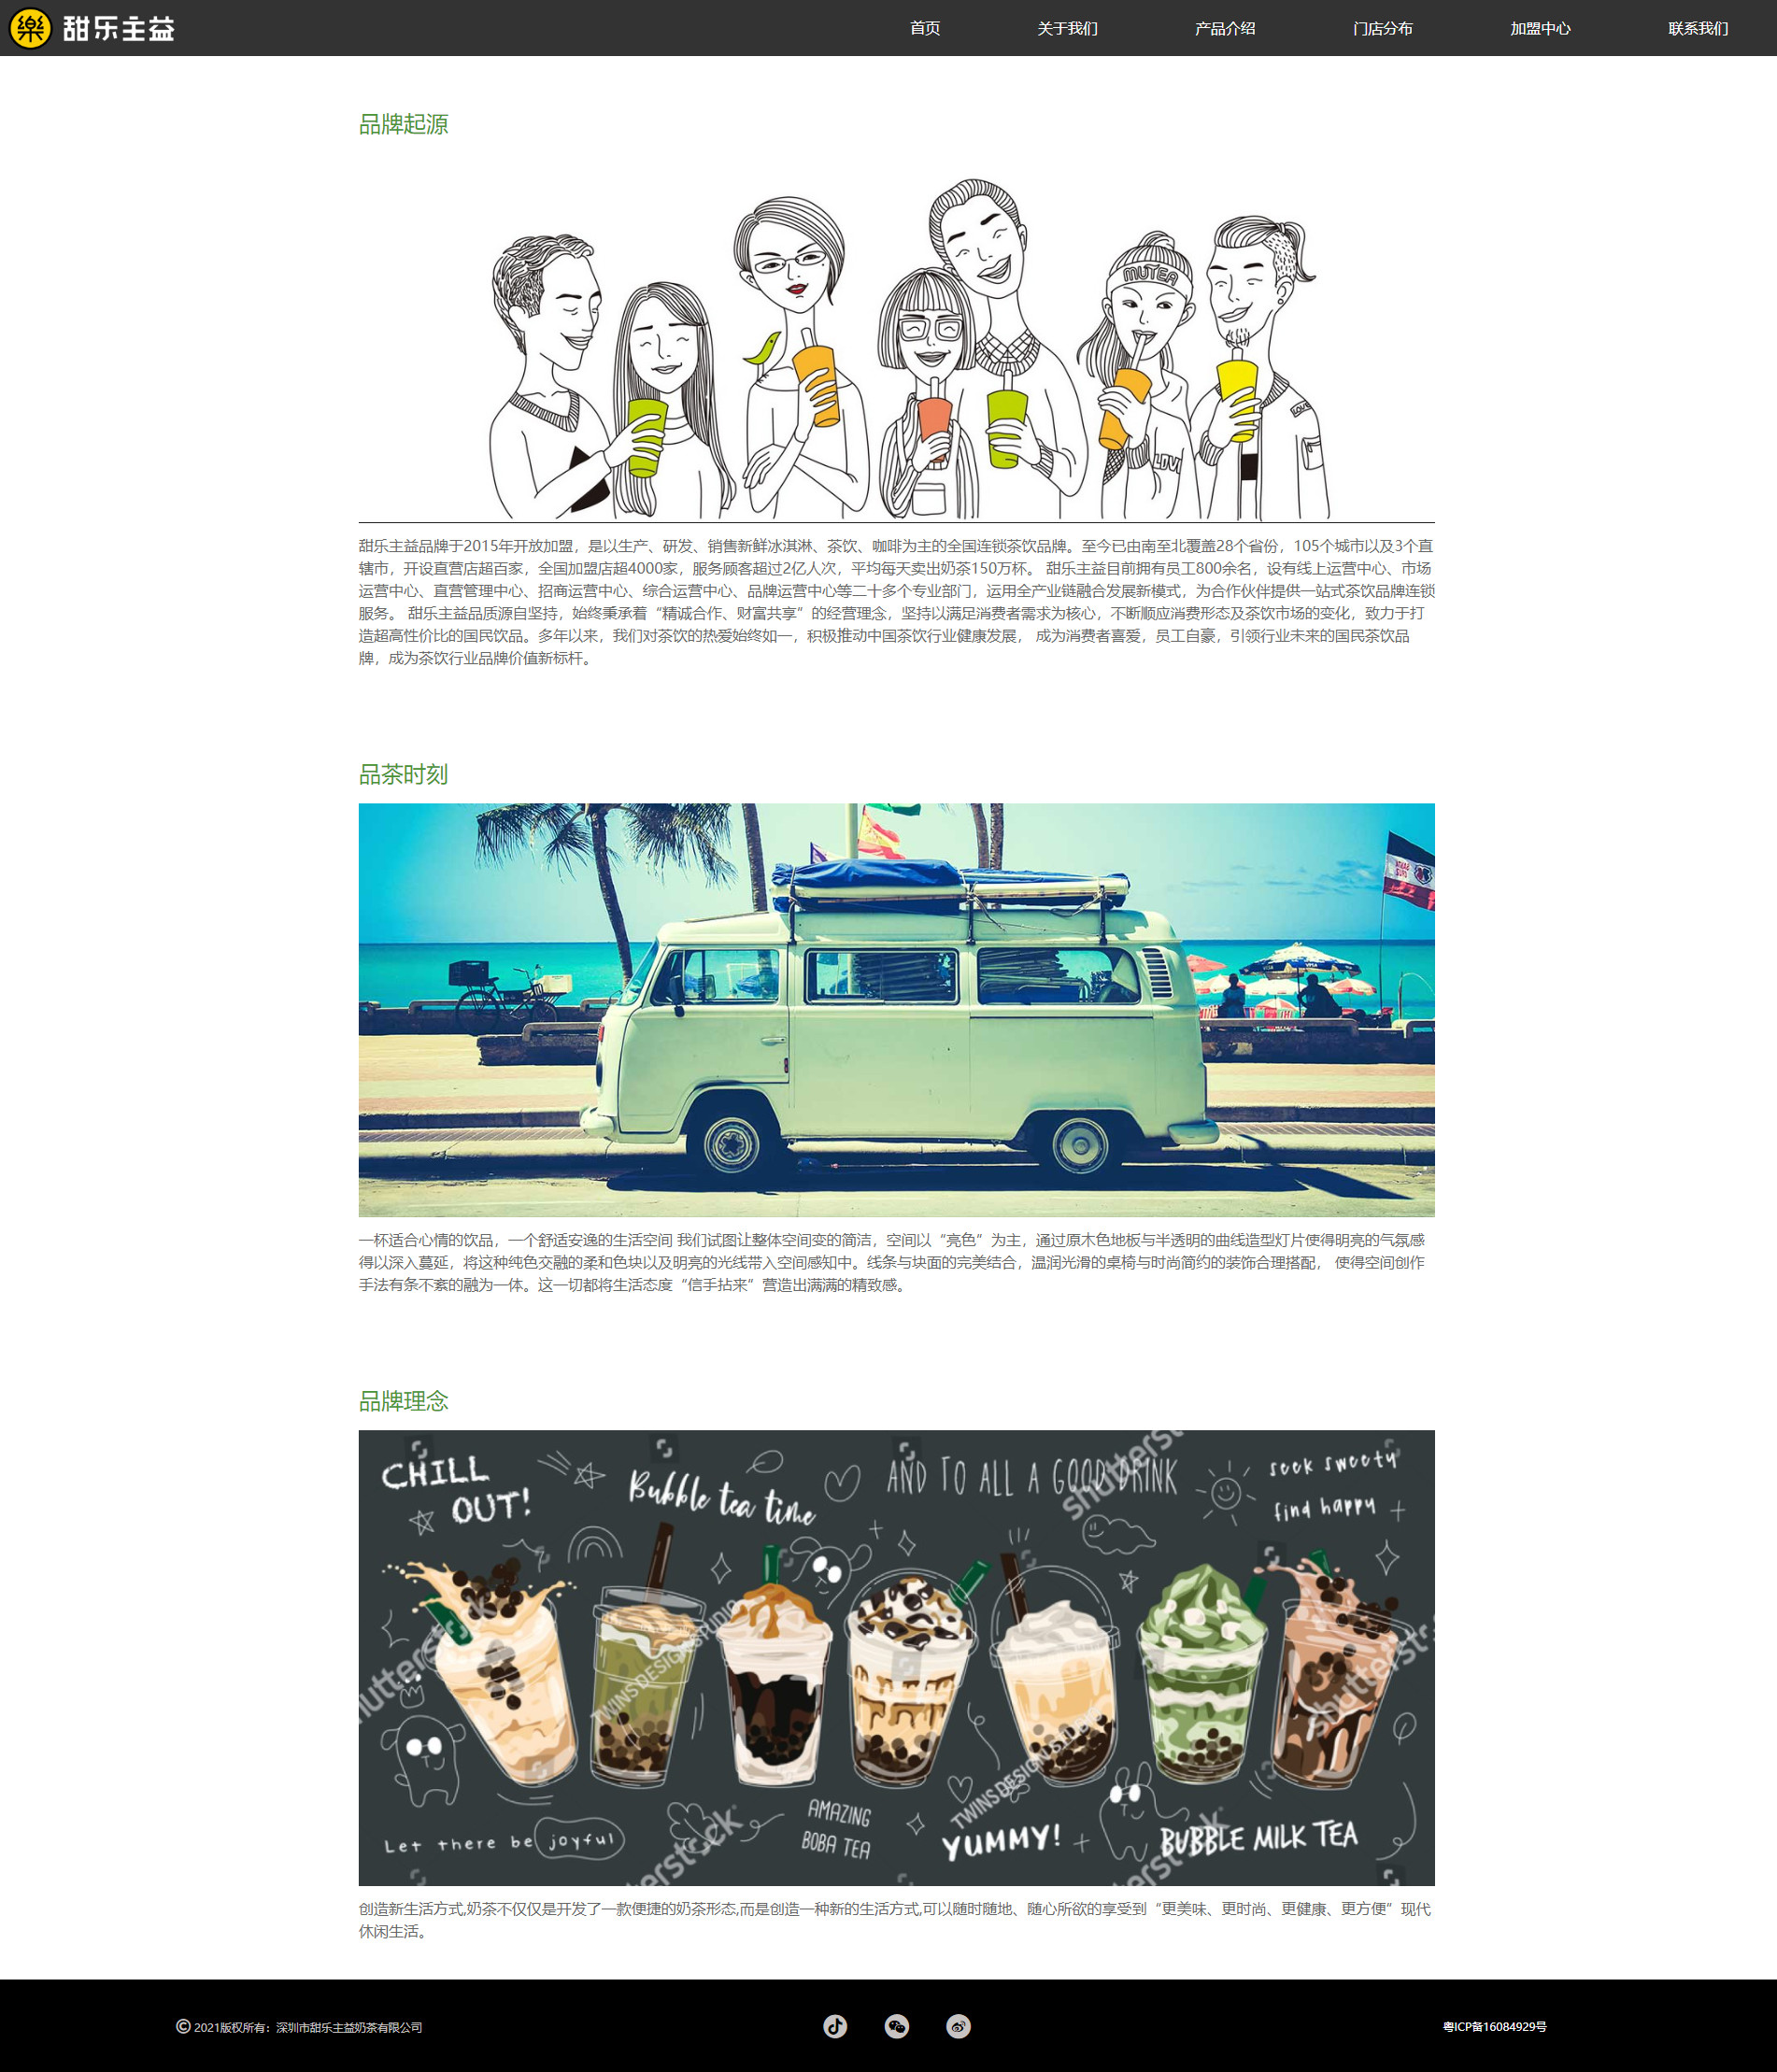 樂 甜乐主益
首页 关于我们 产品介绍 门店分布 加盟中心 联系我们
品牌起源
MUTEA
LOVE
LOVE
甜乐主益品牌于2015年开放加盟，是以生产、研发、销售新鲜冰淇淋、茶饮、咖啡为主的全国连锁茶饮品牌。至今已由南至北覆盖28个省份，105个城市以及3个直
辖市，开设直营店超百家，全国加盟店超4000家，服务顾客超过2亿人次，平均每天卖出奶茶150万杯。 甜乐主益目前拥有员工800余名，设有线上运营中心、市场
运营中心、直营管理中心、招商运营中心、综合运营中心、品牌运营中心等二十多个专业部门，运用全产业链融合发展新模式，为合作伙伴提供一站式茶饮品牌连锁
服务。 甜乐主益品质源自坚持，始终秉承着“精诚合作、财富共享”的经营理念，坚持以满足消费者需求为核心，不断顺应消费形态及茶饮市场的变化，致力于打
造超高性价比的国民饮品。多年以来，我们对茶饮的热爱始终如一，积极推动中国茶饮行业健康发展， 成为消费者喜爱，员工自豪，引领行业未来的国民茶饮品
牌，成为茶饮行业品牌价值新标杆。
品茶时刻
一杯适合心情的饮品，一个舒适安逸的生活空间 我们试图让整体空间变的简洁，空间以“亮色”为主，通过原木色地板与半透明的曲线造型灯片使得明亮的气氛感
得以深入蔓延，将这种纯色交融的柔和色块以及明亮的光线带入空间感知中。线条与块面的完美结合，温润光滑的桌椅与时尚简约的装饰合理搭配， 使得空间创作
手法有条不紊的融为一体。这一切都将生活态度“信手拈来”营造出满满的精致感。
品牌理念
CHILL OUT!
Bubble tea time
AND TO ALL A GOOD DRINK
seek sweety
find happy
shutterstock
TWINS DESIGN STUDIO
TWINS DESIGN STUDIO
Let there be joyful
AMAZING
BOBA TEA
YUMMY!
BUBBLE MILK TEA
创造新生活方式,奶茶不仅仅是开发了一款便捷的奶茶形态,而是创造一种新的生活方式,可以随时随地、随心所欲的享受到“更美味、更时尚、更健康、更方便”现代
休闲生活。
© 2021版权所有：深圳市甜乐主益奶茶有限公司
粤ICP备16084929号